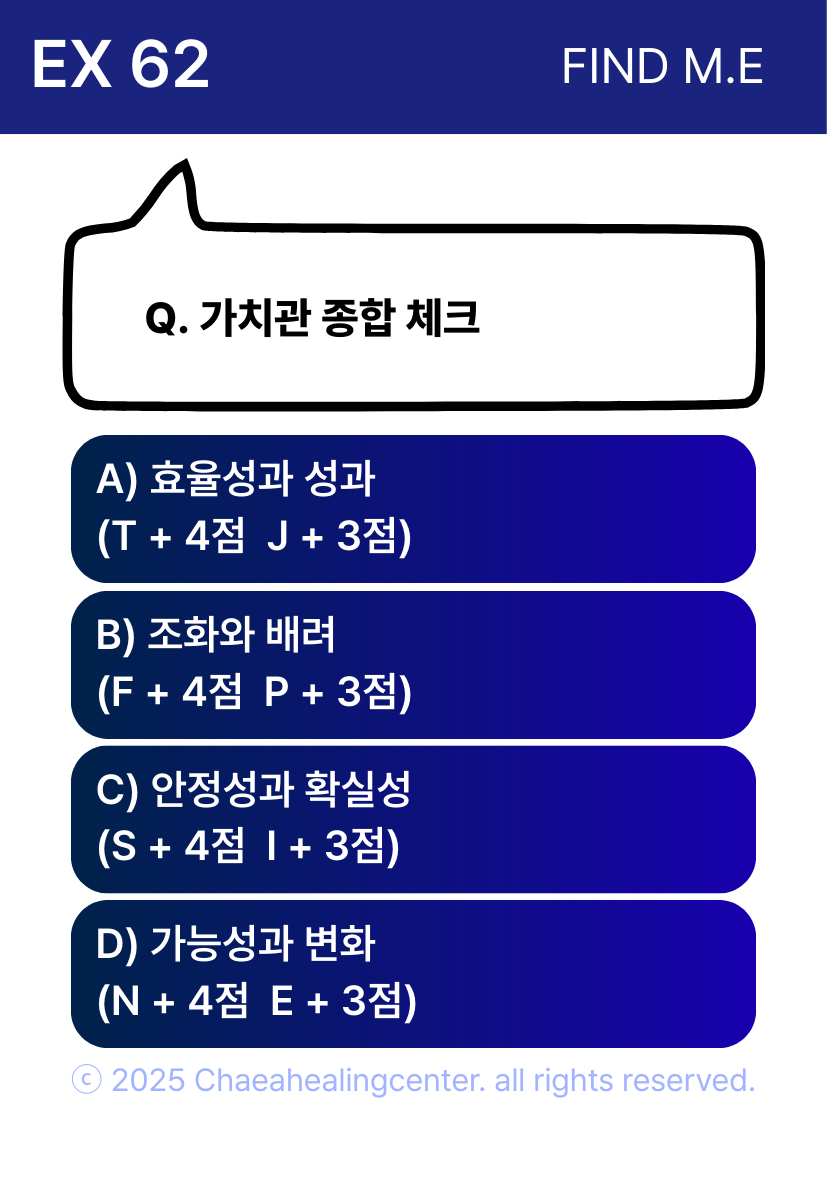 EX 62
FIND M.E
Q. 가치관 종합 체크
A) 효율성과 성과
(T + 4점  J + 3점)
B) 조화와 배려
(F + 4점  P + 3점)
C) 안정성과 확실성
(S + 4점  I + 3점)
D) 가능성과 변화
(N + 4점  E + 3점)
ⓒ 2025 Chaeahealingcenter. all rights reserved.